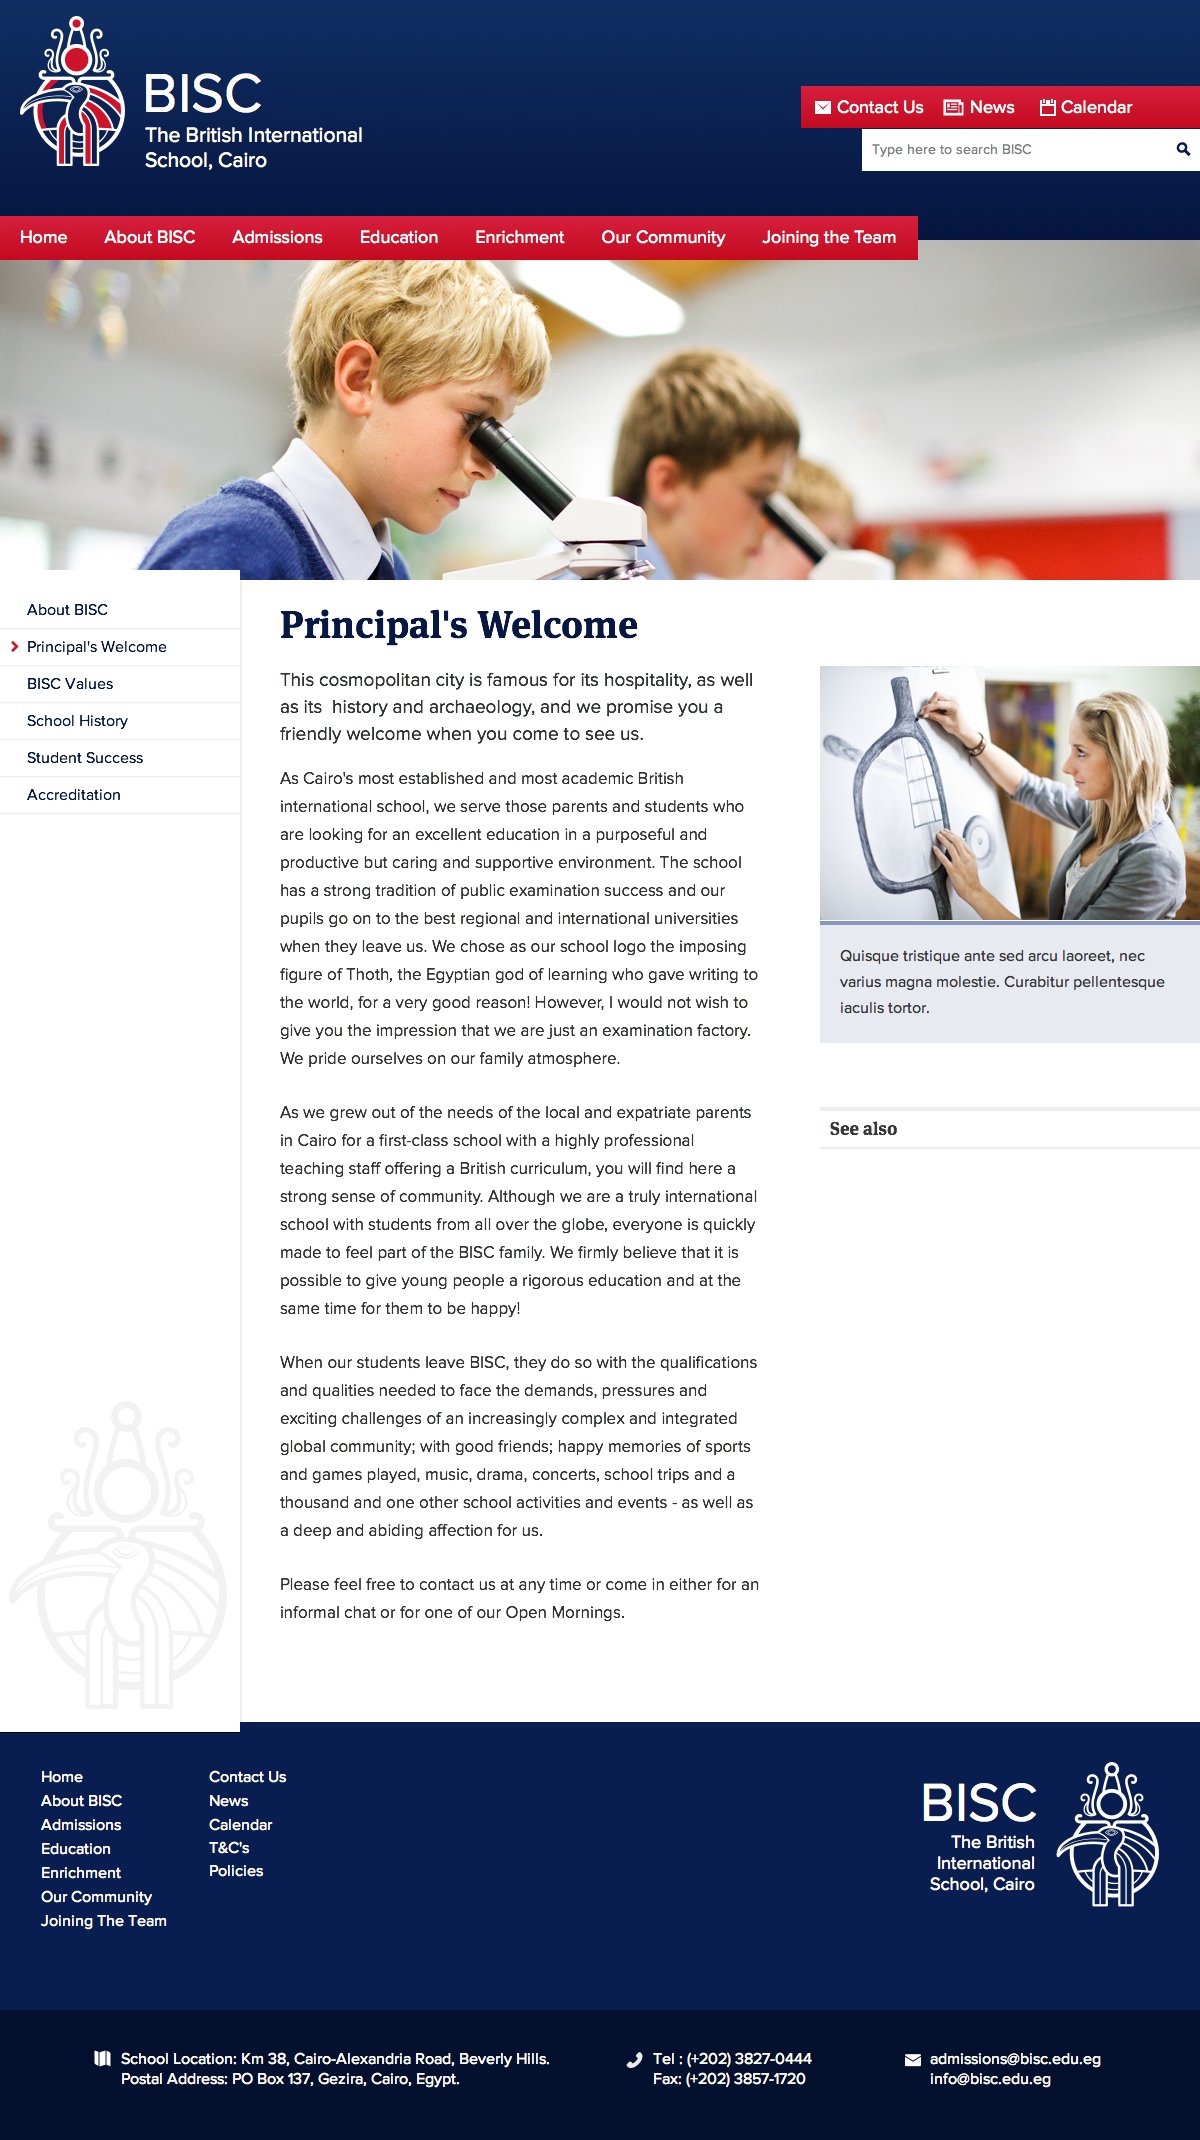 BISC
The British International
School, Cairo
Contact Us
News
Calendar
Type here to search BISC
Home
About BISC
Admissions
Education
Enrichment
Our Community
Joining the Team
About BISC
Principal's Welcome
BISC Values
School History
Student Success
Accreditation
Principal's Welcome
This cosmopolitan city is famous for its hospitality, as well
as its  history and archaeology, and we promise you a
friendly welcome when you come to see us.
As Cairo's most established and most academic British
international school, we serve those parents and students who
are looking for an excellent education in a purposeful and
productive but caring and supportive environment. The school
has a strong tradition of public examination success and our
pupils go on to the best regional and international universities
when they leave us. We chose as our school logo the imposing
figure of Thoth, the Egyptian god of learning who gave writing to
the world, for a very good reason! However, I would not wish to
give you the impression that we are just an examination factory.
We pride ourselves on our family atmosphere.
As we grew out of the needs of the local and expatriate parents
in Cairo for a first-class school with a highly professional
teaching staff offering a British curriculum, you will find here a
strong sense of community. Although we are a truly international
school with students from all over the globe, everyone is quickly
made to feel part of the BISC family. We firmly believe that it is
possible to give young people a rigorous education and at the
same time for them to be happy!
When our students leave BISC, they do so with the qualifications
and qualities needed to face the demands, pressures and
exciting challenges of an increasingly complex and integrated
global community; with good friends; happy memories of sports
and games played, music, drama, concerts, school trips and a
thousand and one other school activities and events - as well as
a deep and abiding affection for us.
Please feel free to contact us at any time or come in either for an
informal chat or for one of our Open Mornings.
Quisque tristique ante sed arcu laoreet, nec
varius magna molestie. Curabitur pellentesque
iaculis tortor.
See also
Home
About BISC
Admissions
Education
Enrichment
Our Community
Joining The Team
Contact Us
News
Calendar
T&C's
Policies
BISC
The British
International
School, Cairo
School Location: Km 38, Cairo-Alexandria Road, Beverly Hills.
Postal Address: PO Box 137, Gezira, Cairo, Egypt.
Tel : (+202) 3827-0444
Fax: (+202) 3857-1720
admissions@bisc.edu.eg
info@bisc.edu.eg